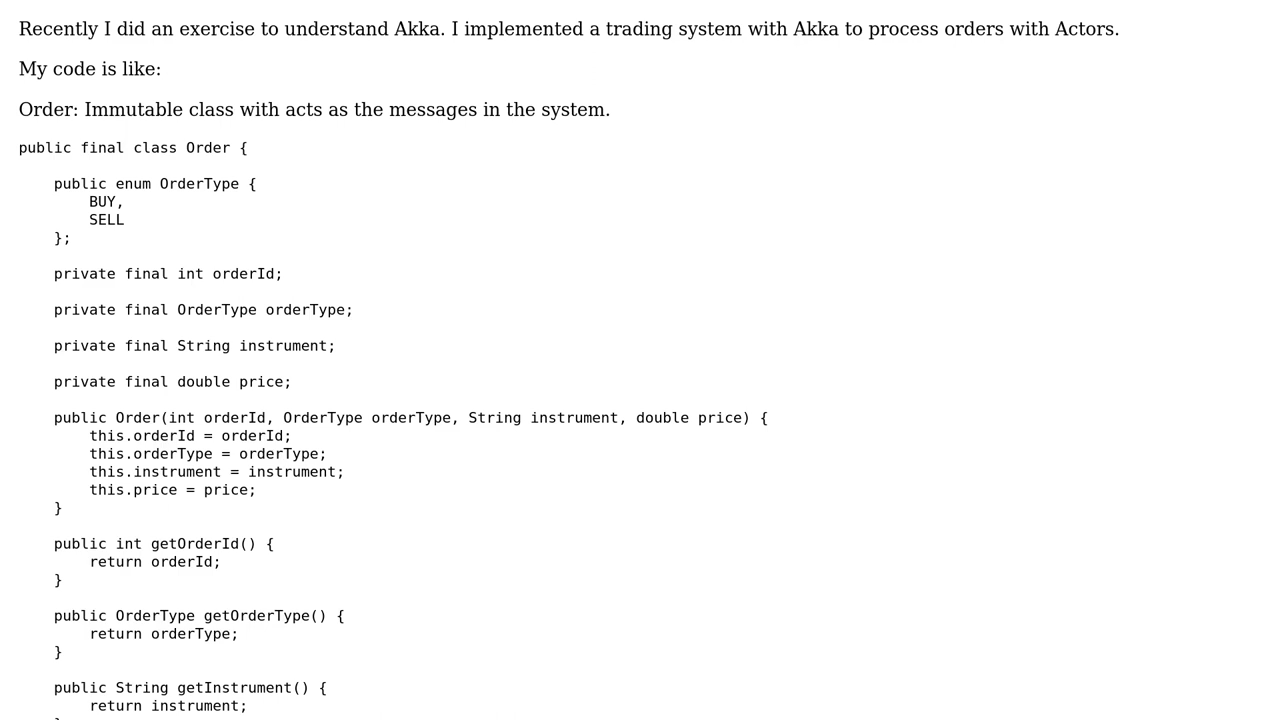 Recently I did an exercise to understand Akka. I implemented a trading system with Akka to process orders with Actors.
My code is like:
Order: Immutable class with acts as the messages in the system.
public final class Order {
    public enum OrderType {
        BUY,
        SELL
    };
    private final int orderId;
    private final OrderType orderType;
    private final String instrument;
    private final double price;
    public Order(int orderId, OrderType orderType, String instrument, double price) {
        this.orderId = orderId;
        this.orderType = orderType;
        this.instrument = instrument;
        this.price = price;
    }
    public int getOrderId() {
        return orderId;
    }
    public OrderType getOrderType() {
        return orderType;
    }
    public String getInstrument() {
        return instrument;